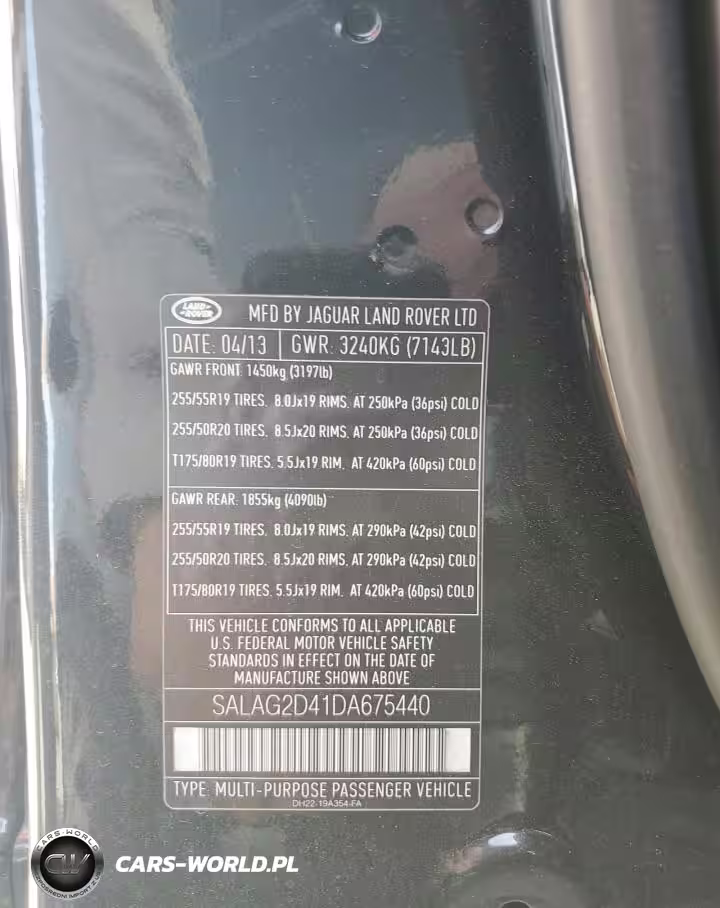 LAND ROVER
MFD BY JAGUAR LAND ROVER LTD
DATE: 04/13 GWR: 3240KG (7143LB)
GAWR FRONT: 1450kg (3197lb)
255/55R19 TIRES. 8.0Jx19 RIMS. AT 250kPa (36psi) COLD
255/50R20 TIRES. 8.5Jx20 RIMS. AT 250kPa (36psi) COLD
T175/80R19 TIRES. 5.5Jx19 RIM. AT 420kPa (60psi) COLD
GAWR REAR: 1855kg (4090lb)
255/55R19 TIRES. 8.0Jx19 RIMS. AT 290kPa (42psi) COLD
255/50R20 TIRES. 8.5Jx20 RIMS. AT 290kPa (42psi) COLD
T175/80R19 TIRES. 5.5Jx19 RIM. AT 420kPa (60psi) COLD
THIS VEHICLE CONFORMS TO ALL APPLICABLE
U.S. FEDERAL MOTOR VEHICLE SAFETY
STANDARDS IN EFFECT ON THE DATE OF
MANUFACTURE SHOWN ABOVE
SALAG2D41DA675440
TYPE: MULTI-PURPOSE PASSENGER VEHICLE
DH22-19A354-FA
CARS-WORLD
CW
CARS-WORLD.PL